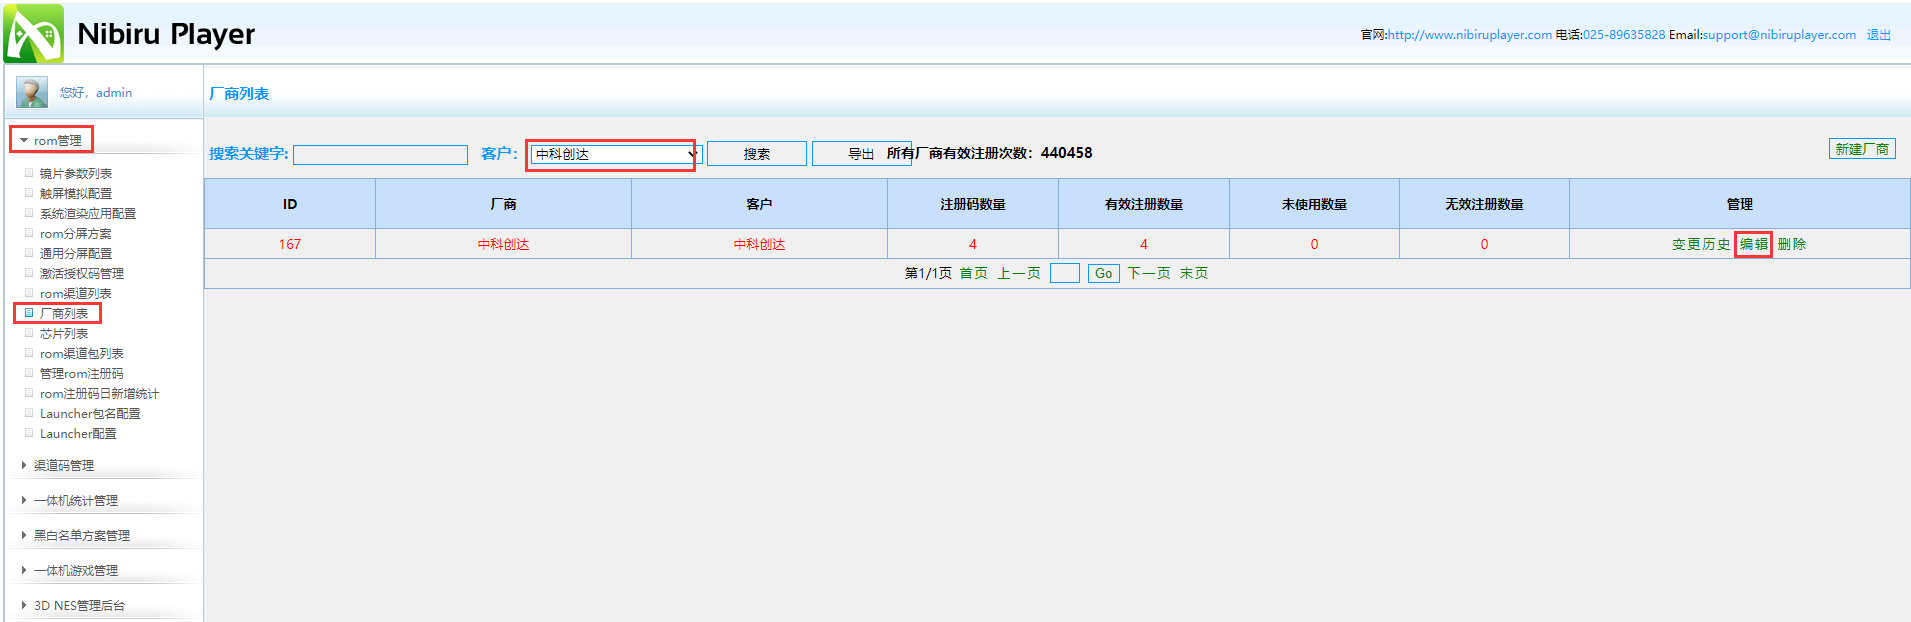 Nibiru Player
官网:http://www.nibiruplayer.com 电话:025-89635828 Email:support@nibiruplayer.com 退出
您好，admin
rom管理
镜片参数列表
触屏模拟配置
系统渲染应用配置
rom分屏方案
通用分屏配置
激活授权码管理
rom渠道列表
厂商列表
芯片列表
rom渠道包列表
管理rom注册码
rom注册码日新增统计
Launcher包名配置
Launcher配置
渠道码管理
一体机统计管理
黑白名单方案管理
一体机游戏管理
3D NES管理后台
厂商列表
搜索关键字: 客户： 中科创达 搜索 导出 所有厂商有效注册次数：440458 新建厂商
ID 厂商 客户 注册码数量 有效注册数量 未使用数量 无效注册数量 管理
167 中科创达 中科创达 4 4 0 0 变更历史 编辑 删除
第1/1页 首页 上一页 Go 下一页 末页